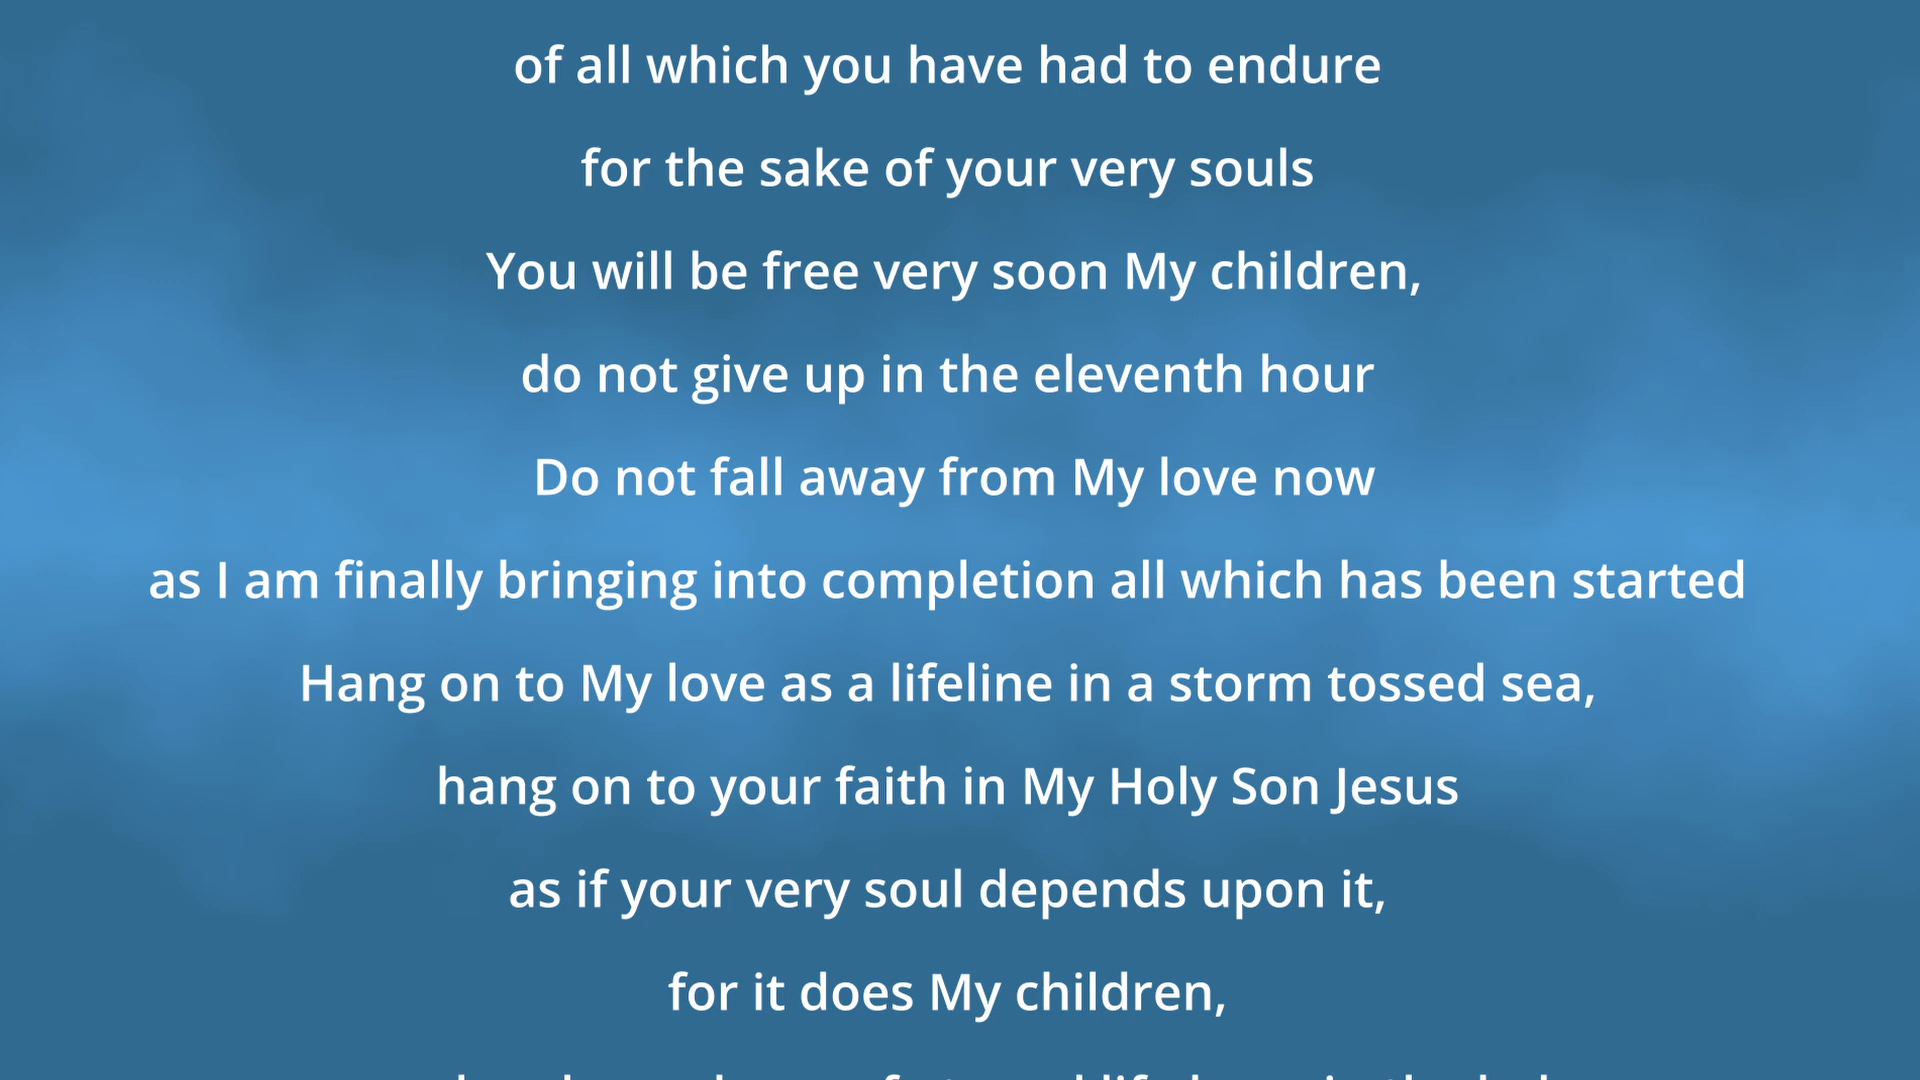 of all which you have had to endure
for the sake of your very souls
You will be free very soon My children,
do not give up in the eleventh hour
Do not fall away from My love now
as I am finally bringing into completion all which has been started
Hang on to My love as a lifeline in a storm tossed sea,
hang on to your faith in My Holy Son Jesus
as if your very soul depends upon it,
for it does My children,